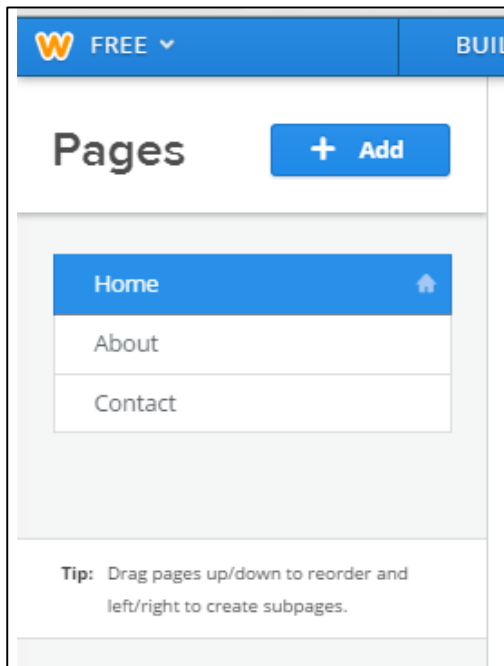 W FREE
BUIL
Pages
+ Add
Home
About
Contact
Tip: Drag pages up/down to reorder and
left/right to create subpages.